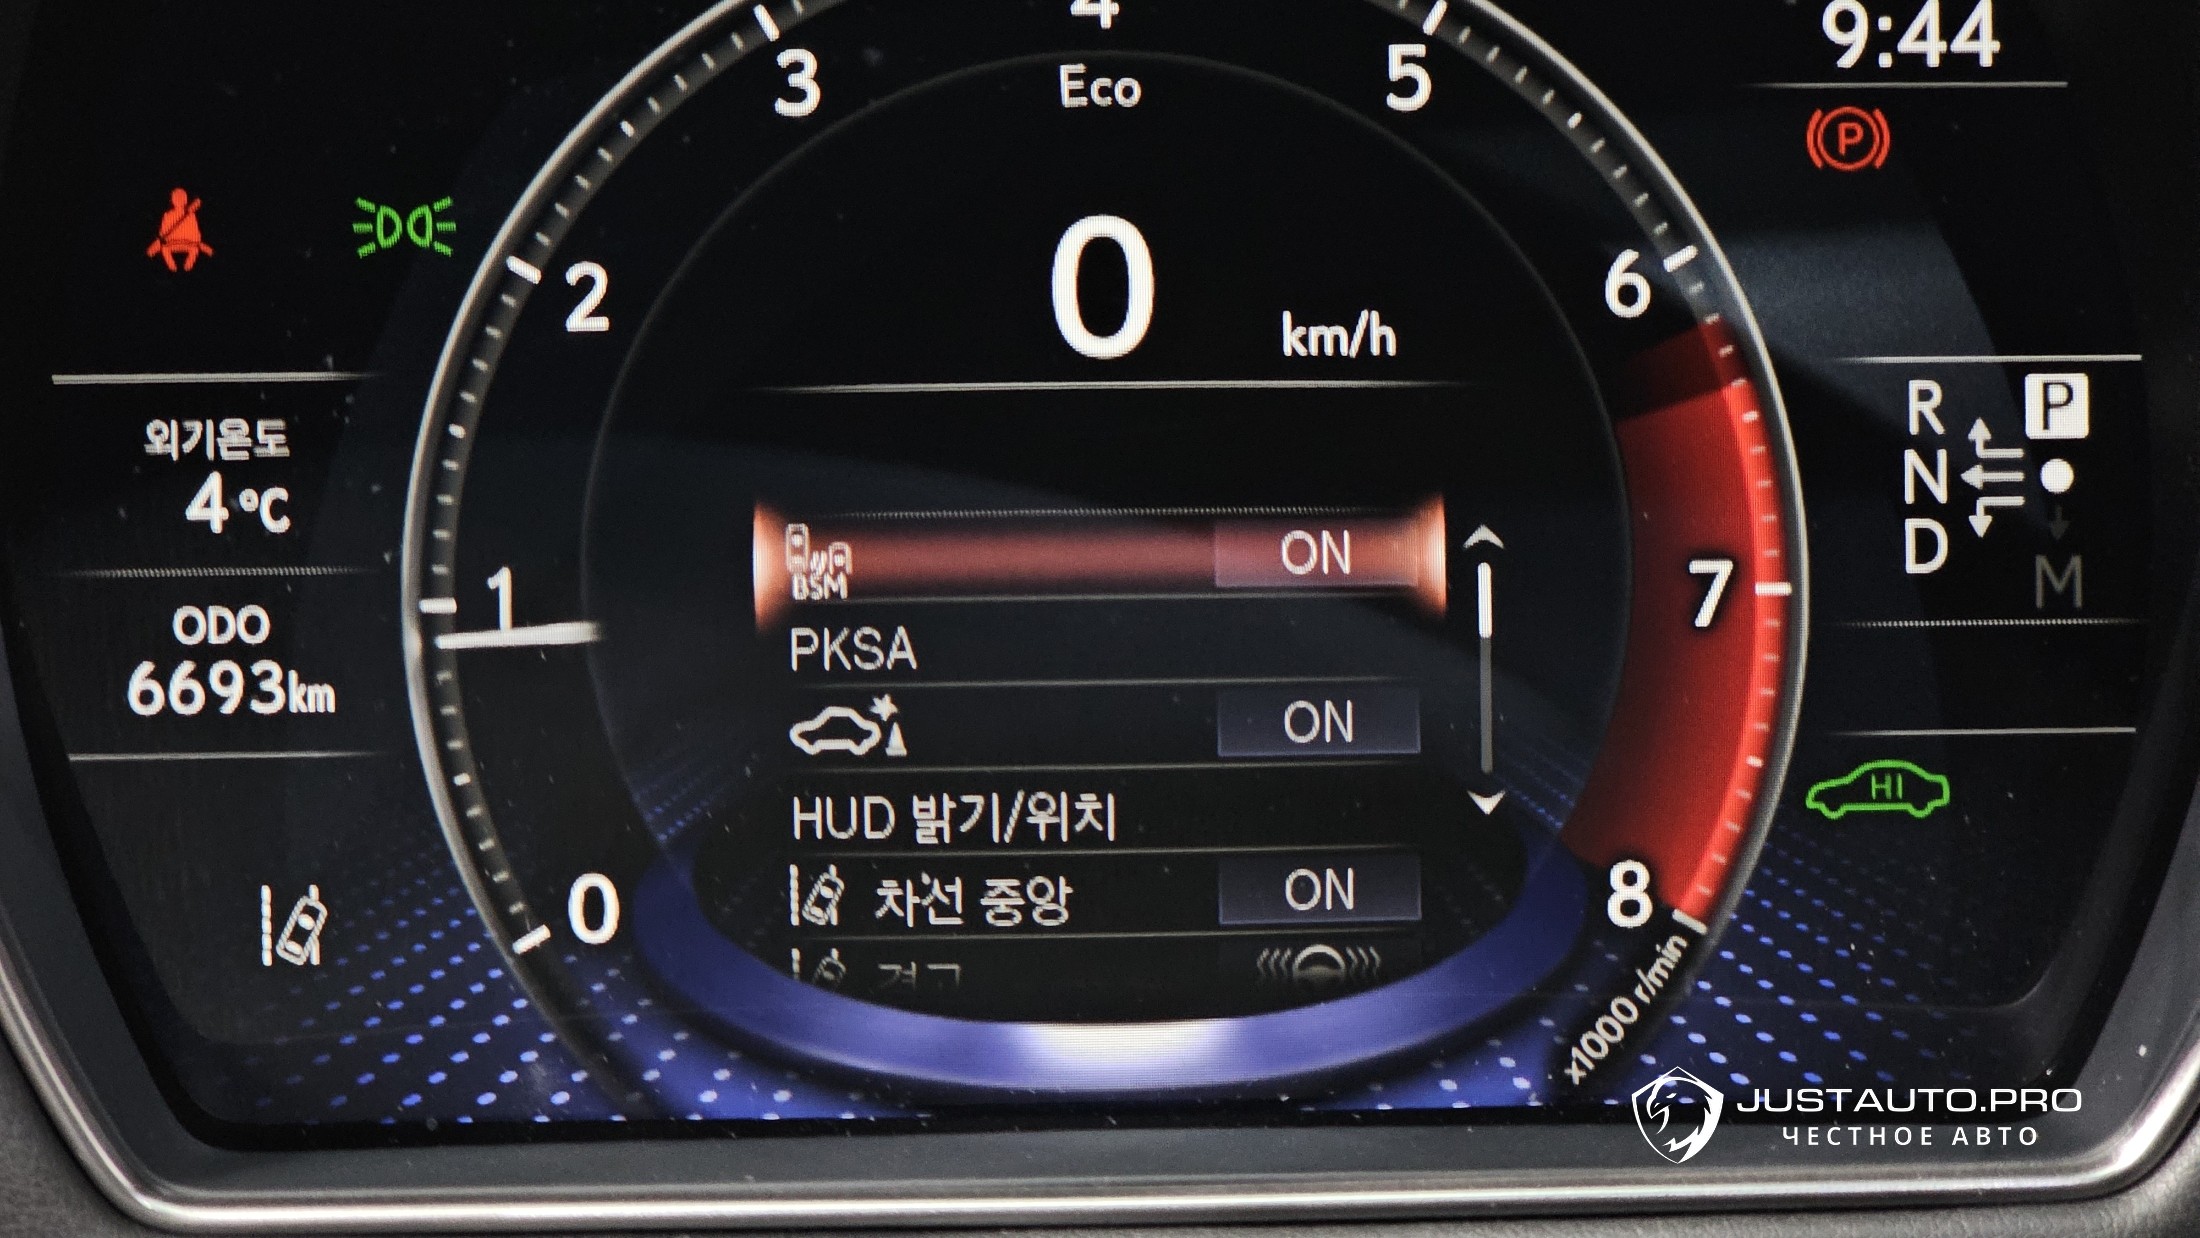 9:44
4
3
5
Eco
2
6
0
km/h
외기온도
4℃
R
P
N
D
M
BSM
ON
1
7
ODO
6693km
PKSA
ON
HI
HUD 밝기/위치
차선 중앙
ON
0
8
경고
x1000 r/min
P
JUSTAUTO.PRO
ЧЕСТНОЕ АВТО